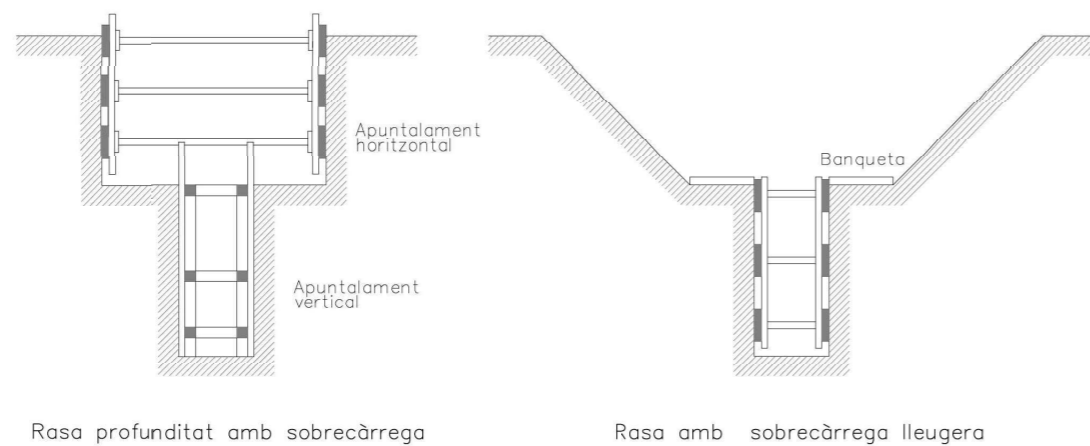 Apuntalament
horitzontal
Banqueta
Apuntalament
vertical
Rasa profunditat amb sobrecàrrega
Rasa amb sobrecàrrega lleugera